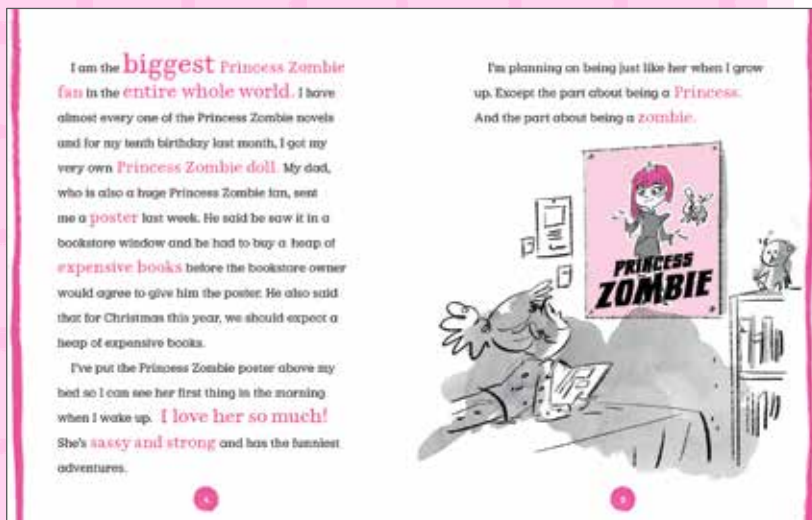 I am the biggest Princess Zombie
fan in the entire whole world. I have
almost every one of the Princess Zombie novels
and for my tenth birthday last month, I got my
very own Princess Zombie doll. My dad,
who is also a huge Princess Zombie fan, sent
me a poster last week. He said he saw it in a
bookstore window and he had to buy a heap of
expensive books before the bookstore owner
would agree to give him the poster. He also said
that for Christmas this year, we should expect a
heap of expensive books.
I've put the Princess Zombie poster above my
bed so I can see her first thing in the morning
when I wake up. I love her so much!
She's sassy and strong and has the funniest
adventures.
4
I'm planning on being just like her when I grow
up. Except the part about being a Princess.
And the part about being a zombie.
PRINCESS
ZOMBIE
5